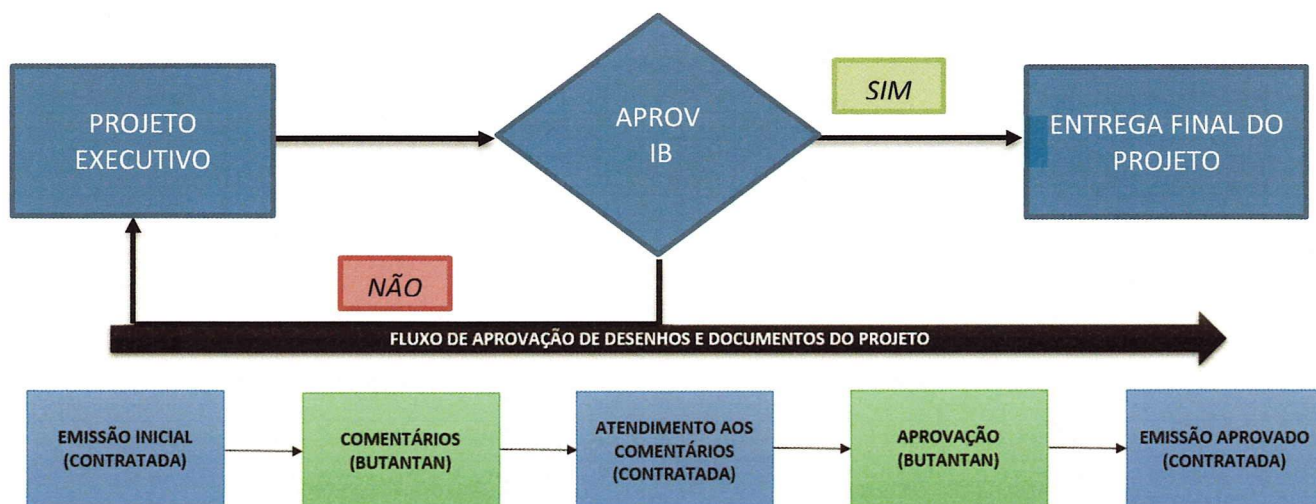 SIM
PROJETO
EXECUTIVO
APROV
IB
ENTREGA FINAL DO
PROJETO
NÃO
FLUXO DE APROVAÇÃO DE DESENHOS E DOCUMENTOS DO PROJETO
EMISSÃO INICIAL
(CONTRATADA)
COMENTÁRIOS
(BUTANTAN)
ATENDIMENTO AOS
COMENTÁRIOS
(CONTRATADA)
APROVAÇÃO
(BUTANTAN)
EMISSÃO APROVADO
(CONTRATADA)